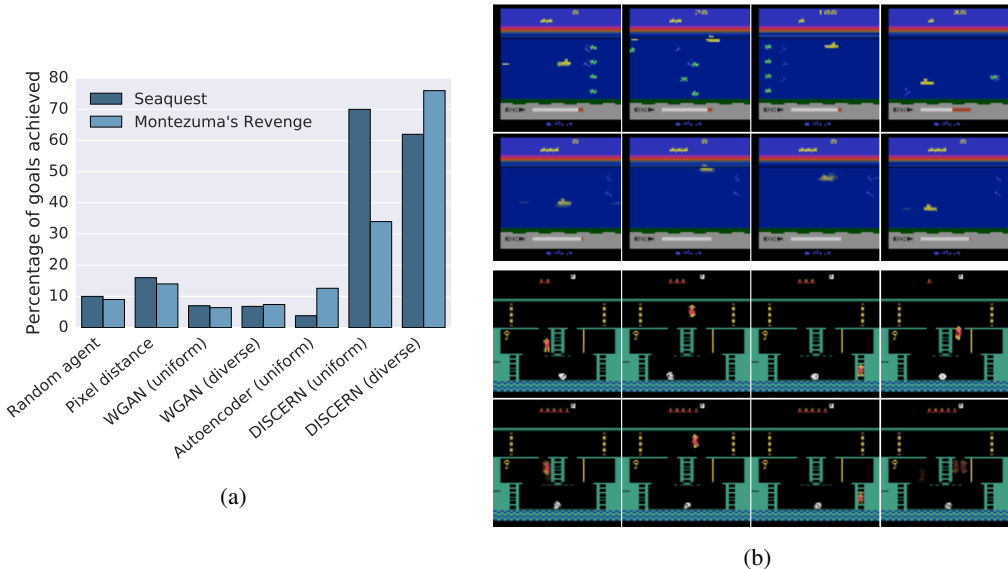 80
70
60
50
40
30
20
10
0
Percentage of goals achieved
Seaquest
Montezuma's Revenge
Random agent
Pixel distance
WGAN (uniform)
WGAN (diverse)
Autoencoder (uniform)
DISCERN (uniform)
DISCERN (diverse)
(a)
(b)